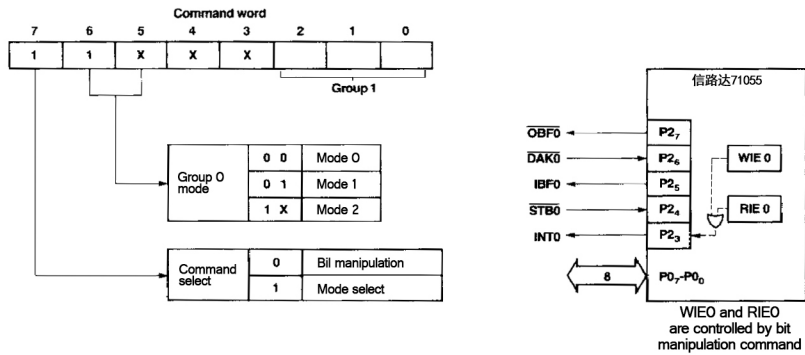 Command word
7 6 5 4 3 2 1 0
1 1 X X X
Group 1
Group 0
mode
0 0 Mode 0
0 1 Mode 1
1 X Mode 2
Command
select
0 Bil manipulation
1 Mode select
信路达71055
OBF0 P27
DAK0 P26 WIE 0
IBF0 P25
STB0 P24 RIE 0
INT0 P23
8 P07-P00
WIE0 and RIE0
are controlled by bit
manipulation command